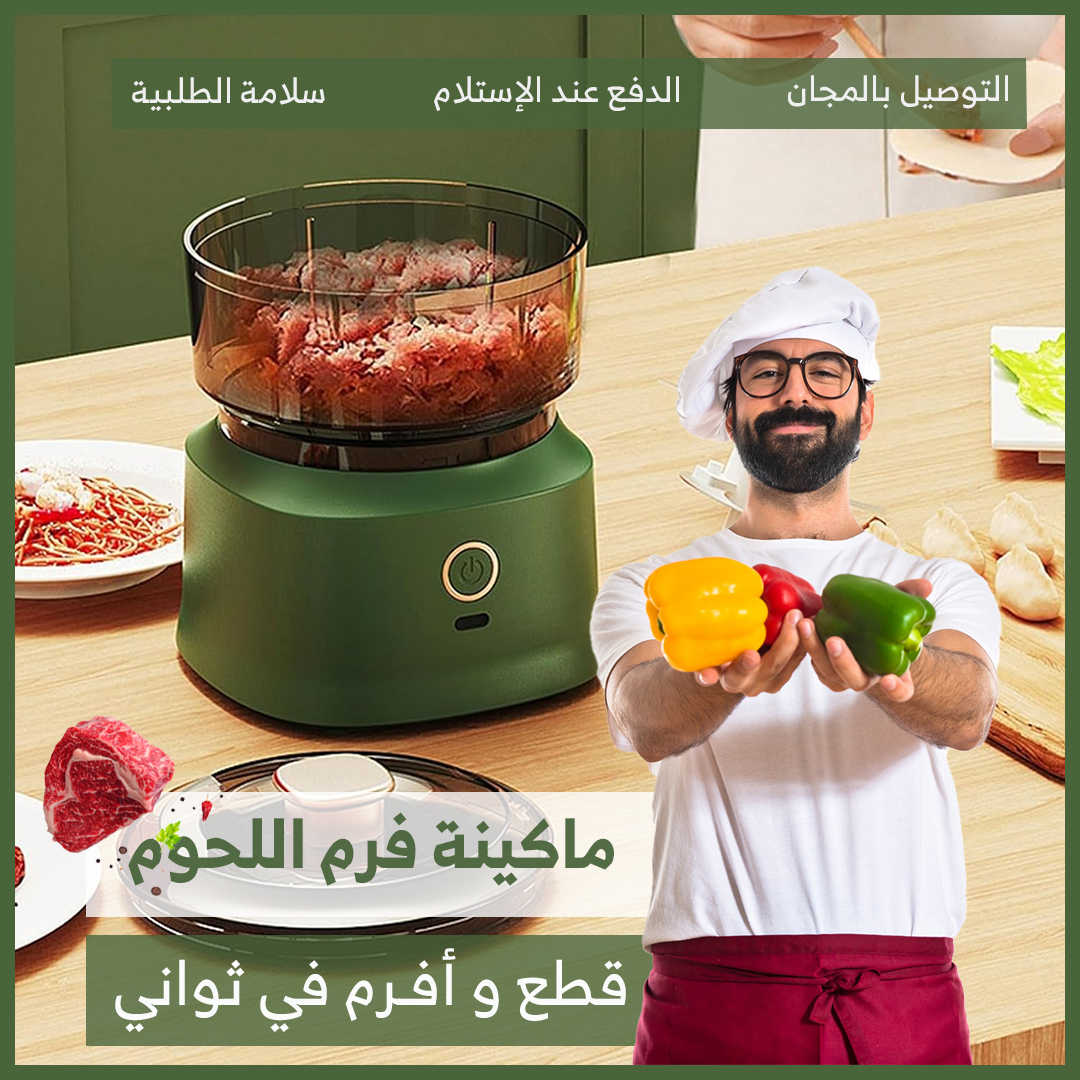 التوصيل بالمجان الدفع عند الإستلام سلامة الطلبية
ماكينة فرم اللحوم
قطع و أفرم في ثواني